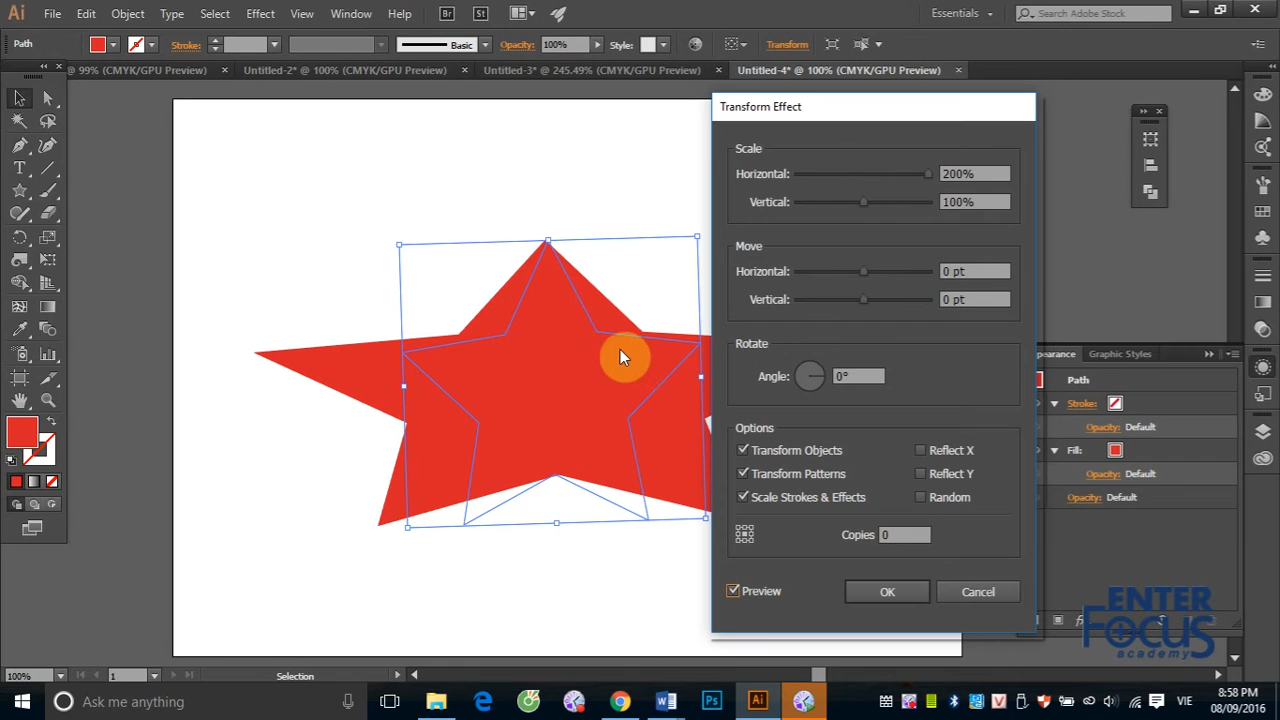 Ai File Edit Object Type Select Effect View Window Help Br St Essentials Search Adobe Stock
Path Stroke: Basic Opacity: 100% Style: Transform
@ 99% (CMYK/GPU Preview) Untitled-2* @ 100% (CMYK/GPU Preview) Untitled-3* @ 245.49% (CMYK/GPU Preview) Untitled-4* @ 100% (CMYK/GPU Preview)
Transform Effect
Scale
Horizontal: 200%
Vertical: 100%
Move
Horizontal: 0 pt
Vertical: 0 pt
Rotate
Angle: 0°
Options
Transform Objects Reflect X
Transform Patterns Reflect Y
Scale Strokes & Effects Random
Copies 0
Preview OK Cancel
pearance Graphic Styles
Path
Stroke:
Opacity: Default
Fill:
Opacity: Default
Opacity: Default
ENTER
FOCUS
academy
100% 1 Selection
Ask me anything Ps Ai VIE 8:58 PM
08/09/2016